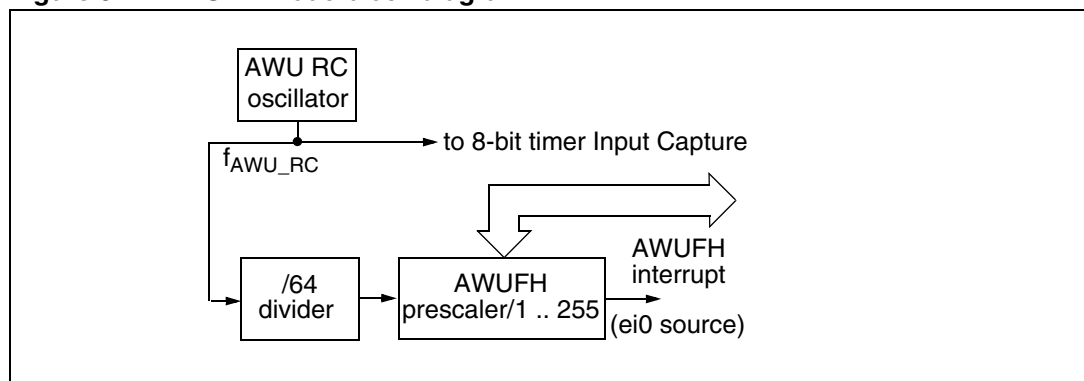 AWU RC
oscillator
to 8-bit timer Input Capture
fAWU_RC
AWUFH
interrupt
/64
divider
AWUFH
prescaler/1 .. 255
(ei0 source)